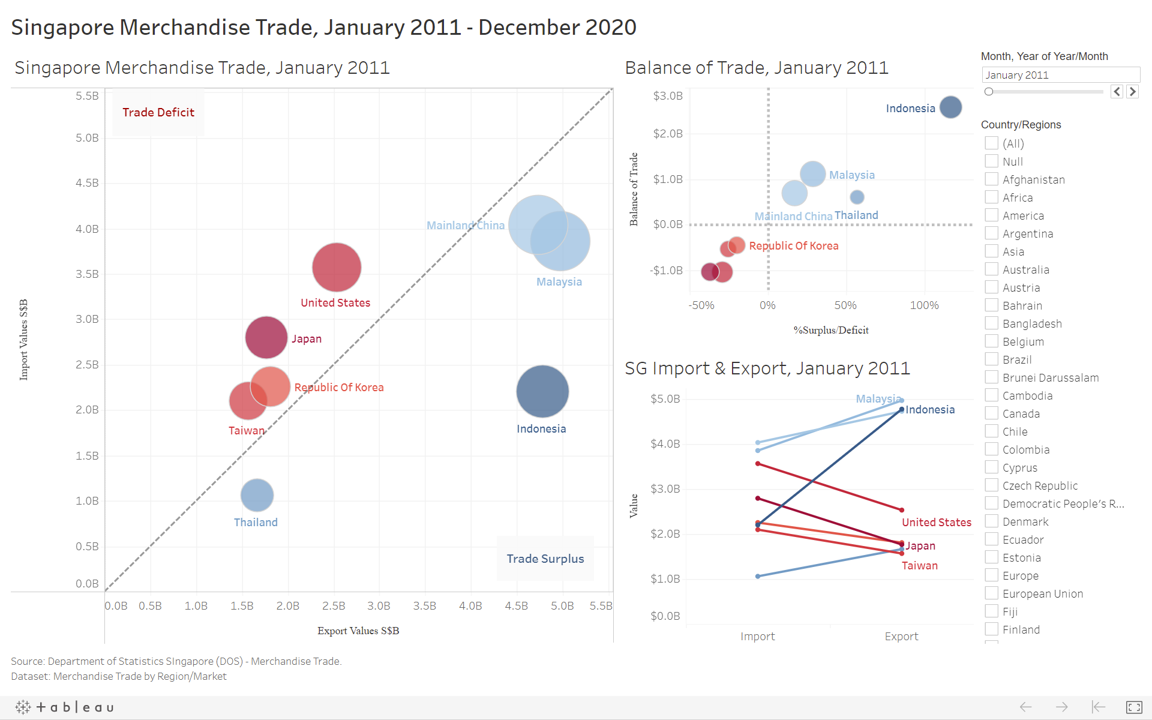 Singapore Merchandise Trade, January 2011 - December 2020
Singapore Merchandise Trade, January 2011
5.5B
5.0B
4.5B
4.0B
3.5B
3.0B
2.5B
2.0B
1.5B
1.0B
0.5B
0.0B
Import Values S$B
Trade Deficit
Mainland China
Malaysia
United States
Japan
Republic Of Korea
Taiwan
Indonesia
Thailand
Trade Surplus
0.0B 0.5B 1.0B 1.5B 2.0B 2.5B 3.0B 3.5B 4.0B 4.5B 5.0B 5.5B
Export Values S$B
Balance of Trade, January 2011
$3.0B
$2.0B
$1.0B
$0.0B
-$1.0B
Balance of Trade
Indonesia
Malaysia
Mainland China
Thailand
Republic Of Korea
-50% 0% 50% 100%
%Surplus/Deficit
SG Import & Export, January 2011
$5.0B
$4.0B
$3.0B
$2.0B
$1.0B
$0.0B
Value
Malaysia
Indonesia
United States
Japan
Taiwan
Import Export
Month, Year of Year/Month
January 2011
Country/Regions
(All)
Null
Afghanistan
Africa
America
Argentina
Asia
Australia
Austria
Bahrain
Bangladesh
Belgium
Brazil
Brunei Darussalam
Cambodia
Canada
Chile
Colombia
Cyprus
Czech Republic
Democratic People's R...
Denmark
Ecuador
Estonia
Europe
European Union
Fiji
Finland
Source: Department of Statistics SIngapore (DOS) - Merchandise Trade.
Dataset: Merchandise Trade by Region/Market
+ableau